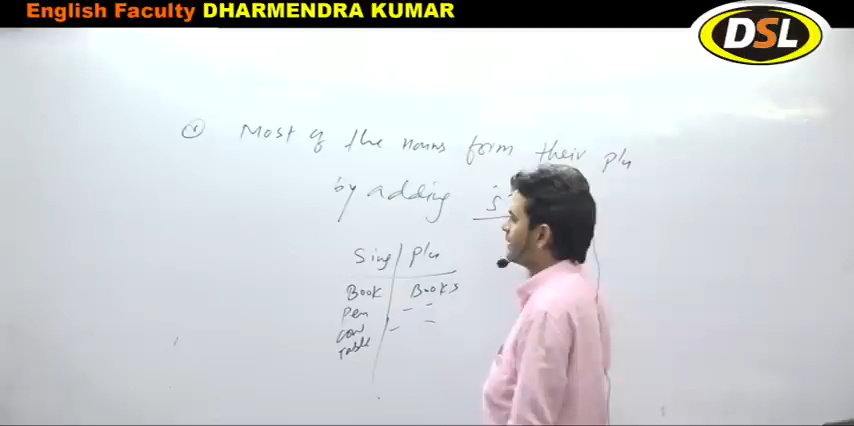 English Faculty DHARMENDRA KUMAR
DSL
Most of the nouns form their plu
by adding 's'
Sing plu
Book Books
Pen
Cow
Table